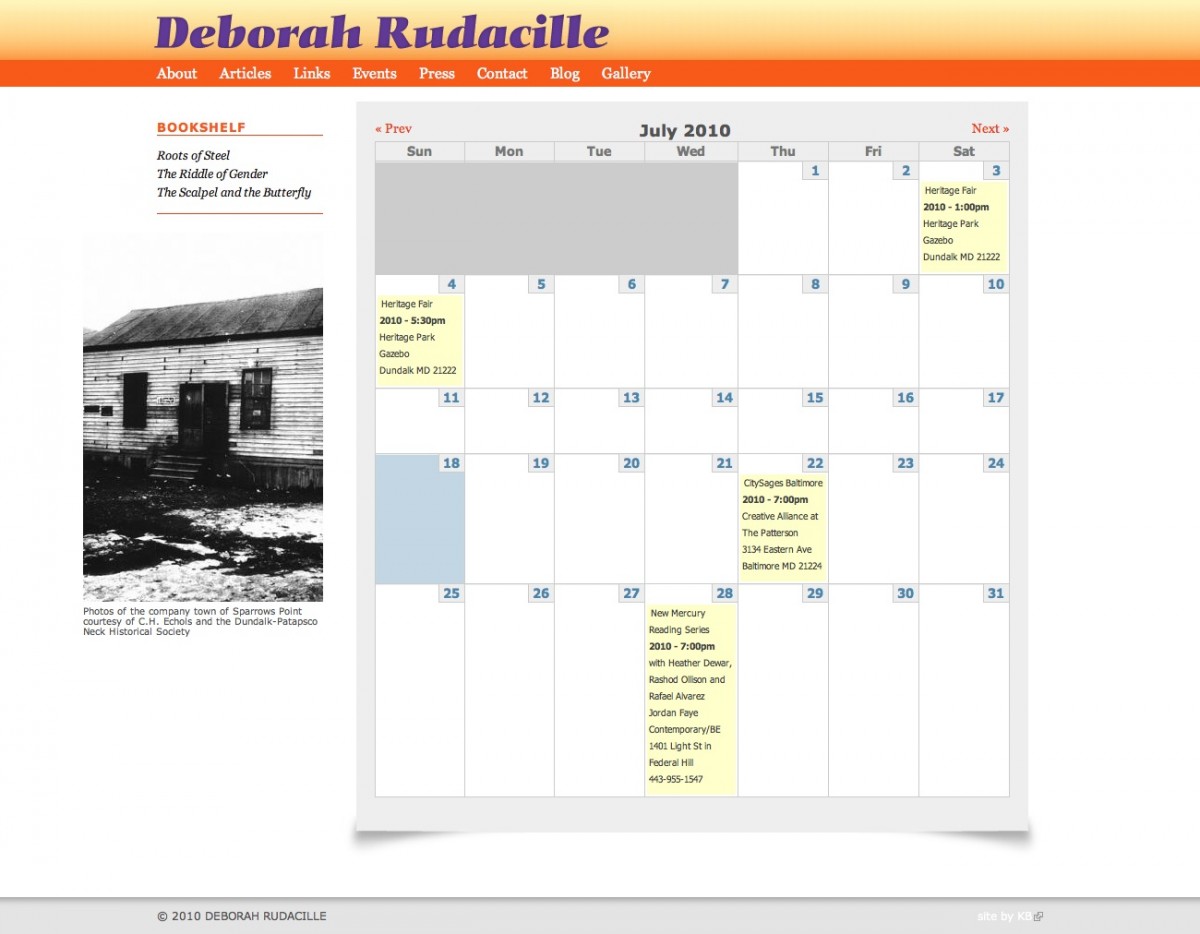 Deborah Rudacille
About Articles Links Events Press Contact Blog Gallery
BOOKSHELF
Roots of Steel
The Riddle of Gender
The Scalpel and the Butterfly
Photos of the company town of Sparrows Point
courtesy of C.H. Echols and the Dundalk-Patapsco
Neck Historical Society
« Prev July 2010 Next »
Sun Mon Tue Wed Thu Fri Sat
1 2 3
Heritage Fair
2010 - 1:00pm
Heritage Park
Gazebo
Dundalk MD 21222
4 5 6 7 8 9 10
Heritage Fair
2010 - 5:30pm
Heritage Park
Gazebo
Dundalk MD 21222
11 12 13 14 15 16 17
18 19 20 21 22 23 24
CitySages Baltimore
2010 - 7:00pm
Creative Alliance at
The Patterson
3134 Eastern Ave
Baltimore MD 21224
25 26 27 28 29 30 31
New Mercury
Reading Series
2010 - 7:00pm
with Heather Dewar,
Rashod Ollson and
Rafael Alvarez
Jordan Faye
Contemporary/BE
1401 Light St in
Federal Hill
443-955-1547
© 2010 DEBORAH RUDACILLE
site by KB